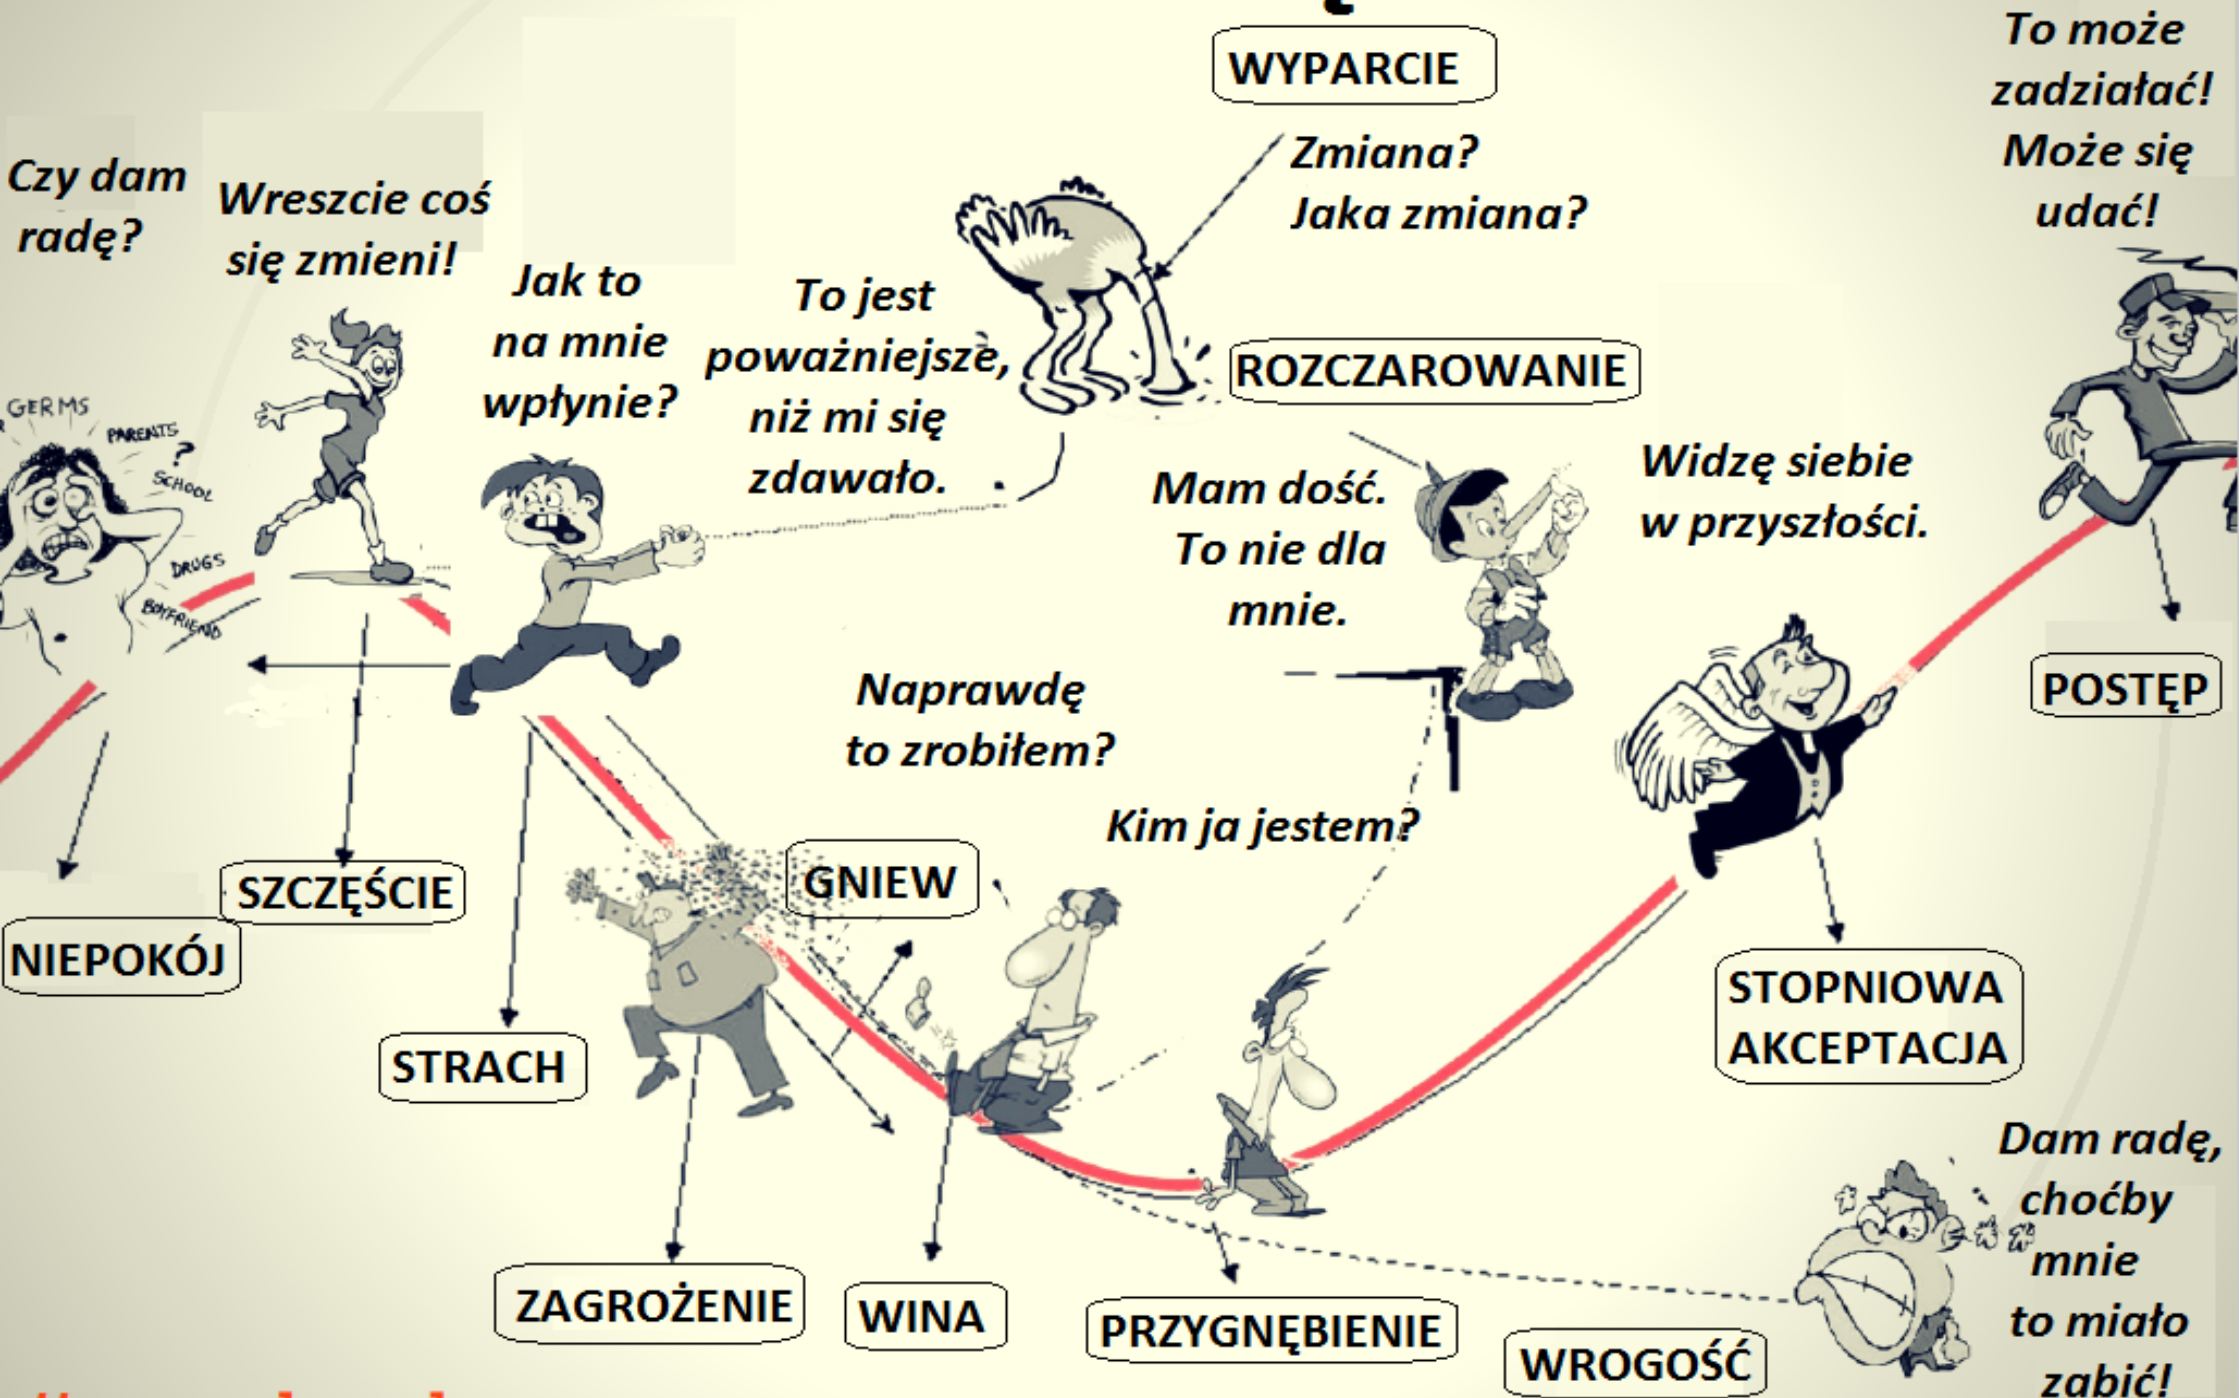 WYPARCIE
Zmiana?
Jaka zmiana?
To może
zadziałać!
Może się
udać!
Czy dam
radę?
Wreszcie coś
się zmieni!
Jak to
na mnie
wpłynie?
To jest
poważniejsze,
niż mi się
zdawało.
ROZCZAROWANIE
GERMS
PARENTS
?
SCHOOL
DRUGS
BOYFRIEND
Mam dość.
To nie dla
mnie.
Widzę siebie
w przyszłości.
POSTĘP
Naprawdę
to zrobiłem?
Kim ja jestem?
GNIEW
SZCZĘŚCIE
NIEPOKÓJ
STRACH
STOPNIOWA
AKCEPTACJA
ZAGROŻENIE
WINA
PRZYGNĘBIENIE
WROGOŚĆ
Dam radę,
choćby
mnie
to miało
zabić!